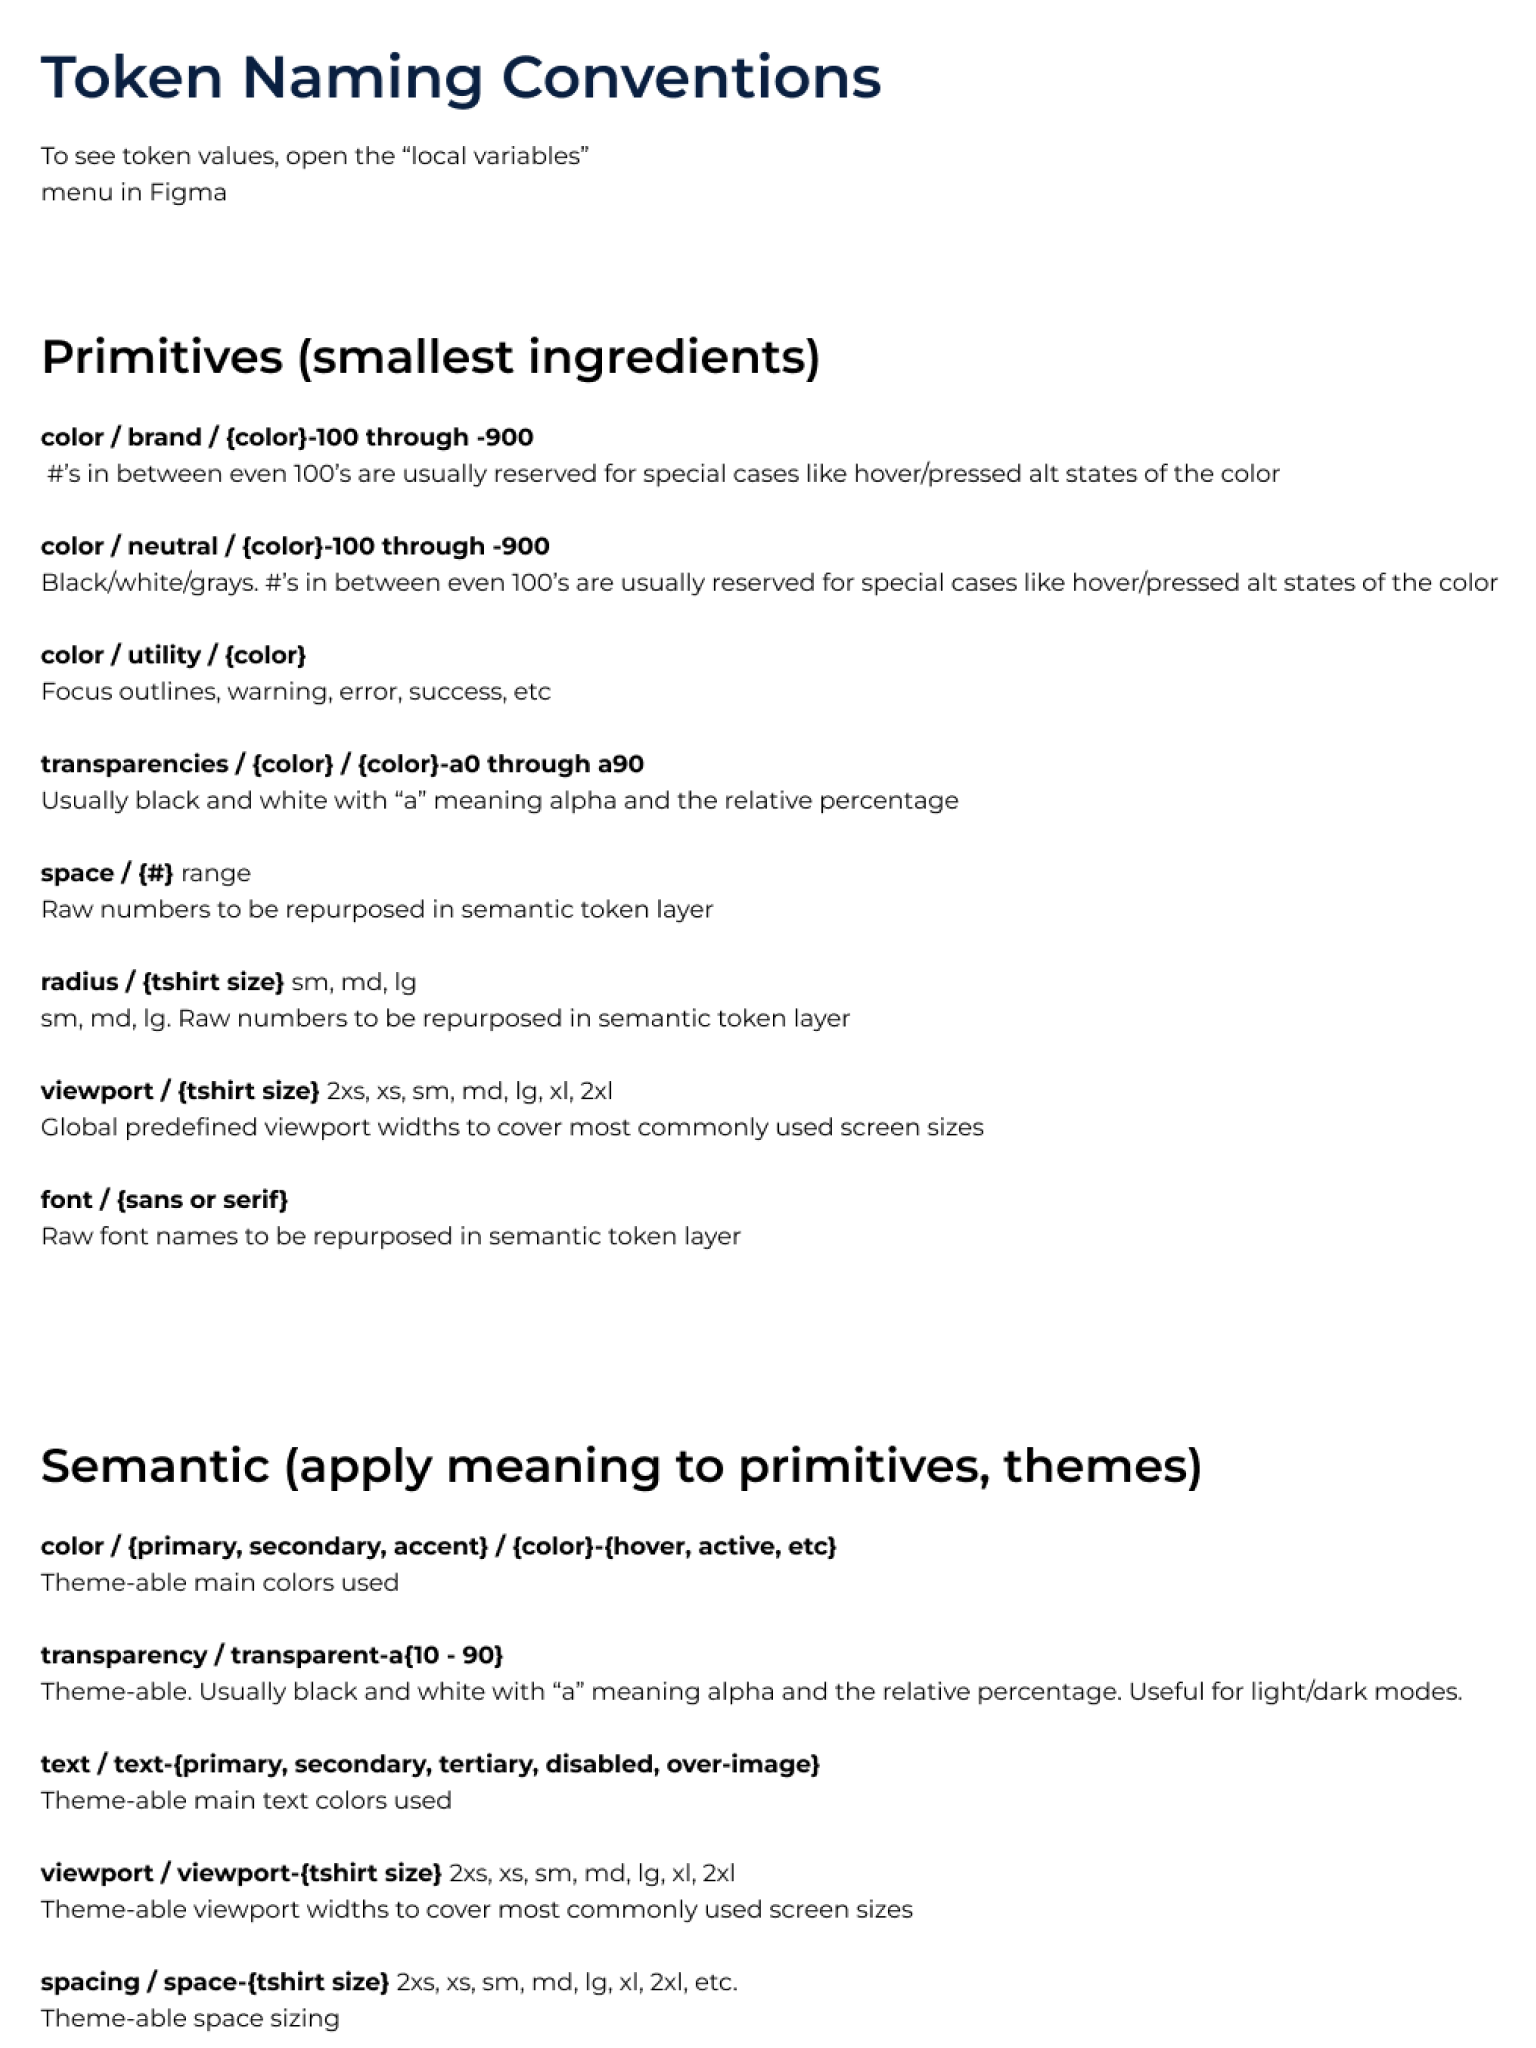 Token Naming Conventions
To see token values, open the “local variables”
menu in Figma
Primitives (smallest ingredients)
color / brand / {color}-100 through -900
#’s in between even 100’s are usually reserved for special cases like hover/pressed alt states of the color
color / neutral / {color}-100 through -900
Black/white/grays. #’s in between even 100’s are usually reserved for special cases like hover/pressed alt states of the color
color / utility / {color}
Focus outlines, warning, error, success, etc
transparencies / {color} / {color}-a0 through a90
Usually black and white with “a” meaning alpha and the relative percentage
space / {#} range
Raw numbers to be repurposed in semantic token layer
radius / {tshirt size} sm, md, lg
sm, md, lg. Raw numbers to be repurposed in semantic token layer
viewport / {tshirt size} 2xs, xs, sm, md, lg, xl, 2xl
Global predefined viewport widths to cover most commonly used screen sizes
font / {sans or serif}
Raw font names to be repurposed in semantic token layer
Semantic (apply meaning to primitives, themes)
color / {primary, secondary, accent} / {color}-{hover, active, etc}
Theme-able main colors used
transparency / transparent-a{10 - 90}
Theme-able. Usually black and white with “a” meaning alpha and the relative percentage. Useful for light/dark modes.
text / text-{primary, secondary, tertiary, disabled, over-image}
Theme-able main text colors used
viewport / viewport-{tshirt size} 2xs, xs, sm, md, lg, xl, 2xl
Theme-able viewport widths to cover most commonly used screen sizes
spacing / space-{tshirt size} 2xs, xs, sm, md, lg, xl, 2xl, etc.
Theme-able space sizing